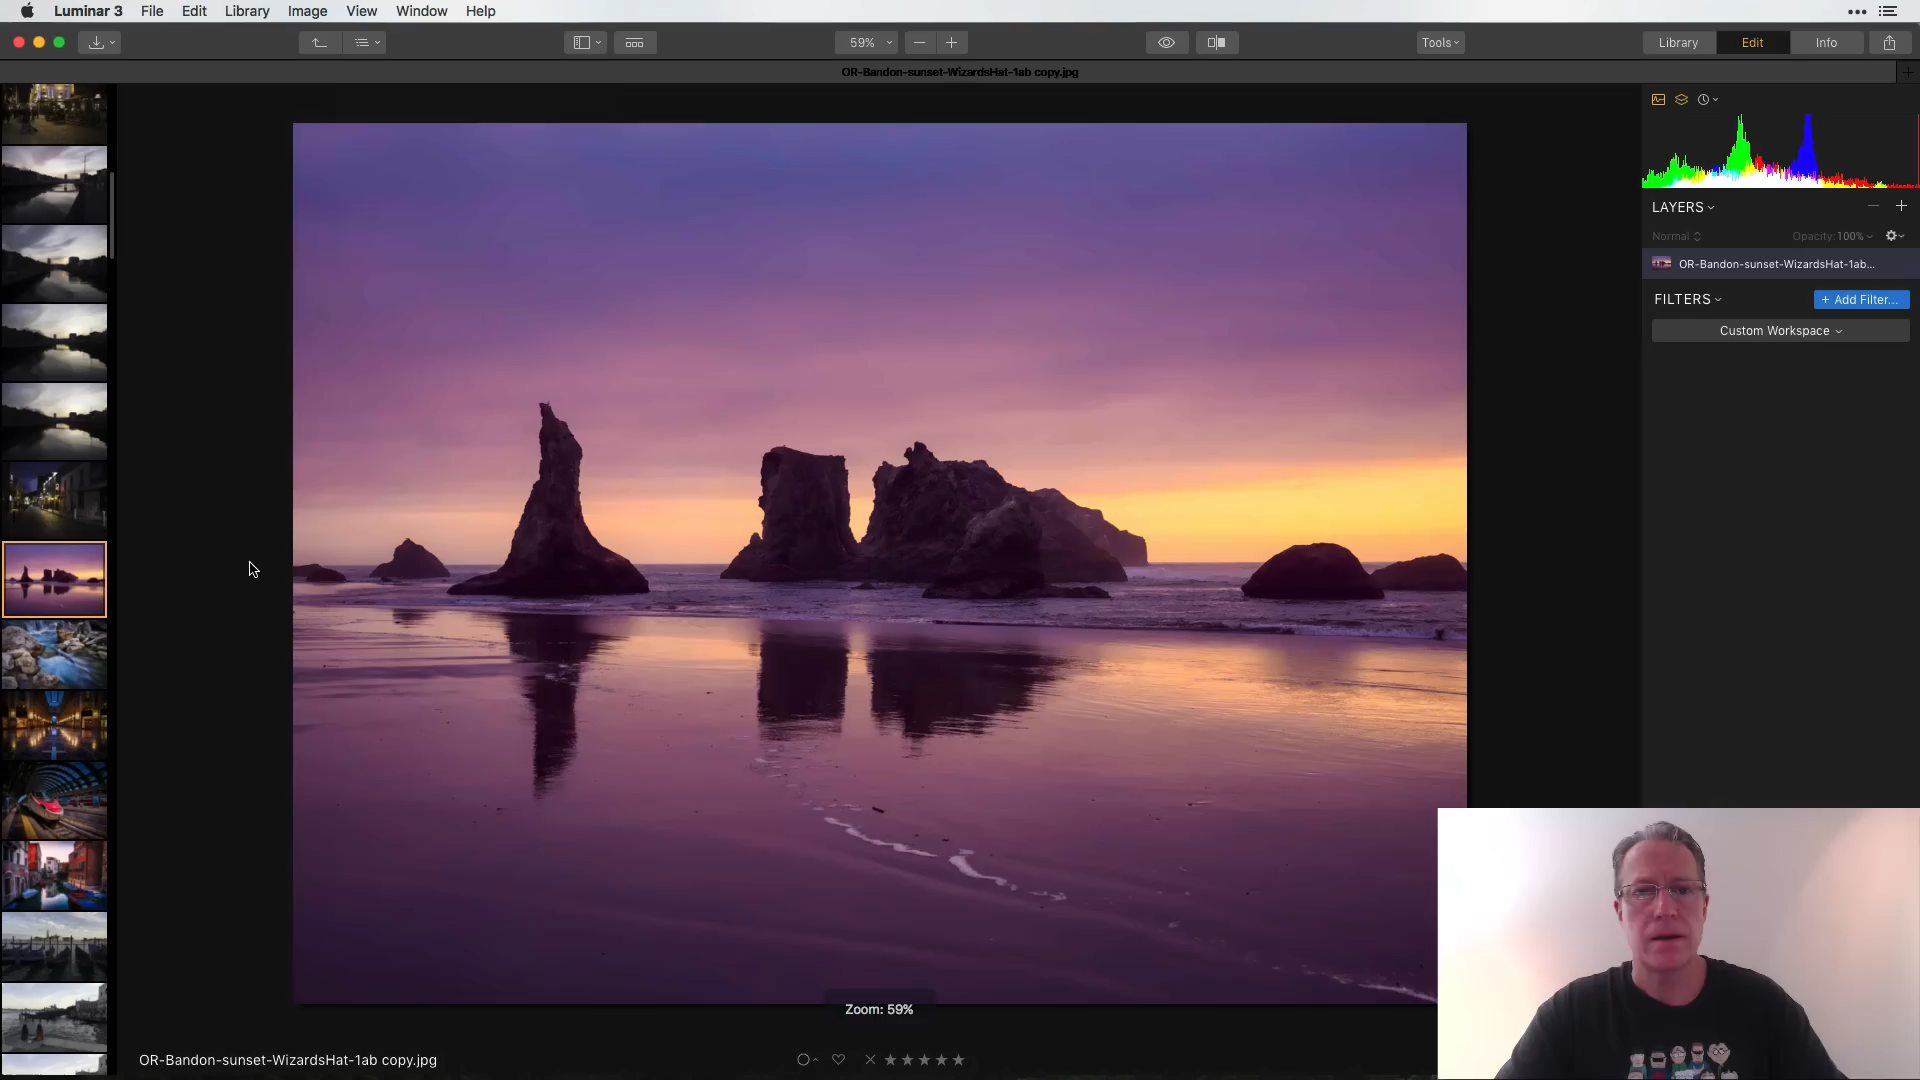 Luminar 3 File Edit Library Image View Window Help
59% Tools Library Edit Info
OR-Bandon-sunset-WizardsHat-1ab copy.jpg
LAYERS
Normal Opacity: 100%
OR-Bandon-sunset-WizardsHat-1ab...
FILTERS + Add Filter...
Custom Workspace
Zoom: 59%
OR-Bandon-sunset-WizardsHat-1ab copy.jpg